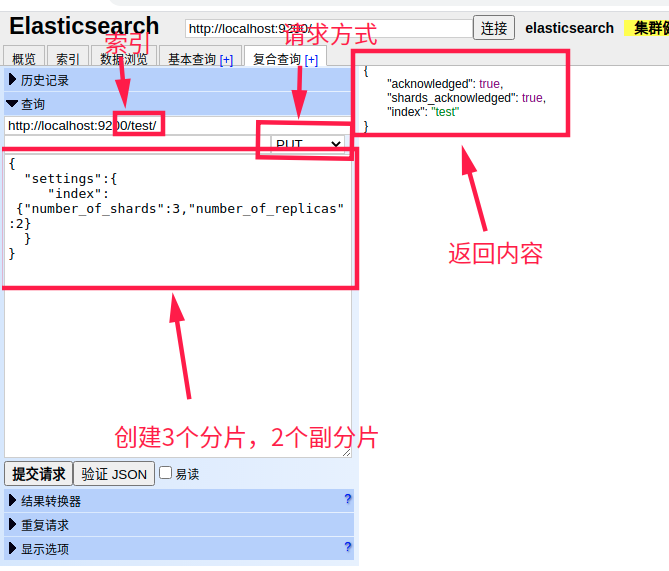 Elasticsearch
http://localhost:9200/
连接
elasticsearch
集群健
索引
请求方式
概览
索引
数据浏览
基本查询 [+]
复合查询 [+]
历史记录
查询
http://localhost:9200/test/
PUT
{
"settings":{
"index":
{"number_of_shards":3,"number_of_replicas"
:2}
}
}
{
"acknowledged": true,
"shards_acknowledged": true,
"index": "test"
}
返回内容
创建3个分片，2个副分片
提交请求
验证 JSON
易读
结果转换器
?
重复请求
显示选项
?